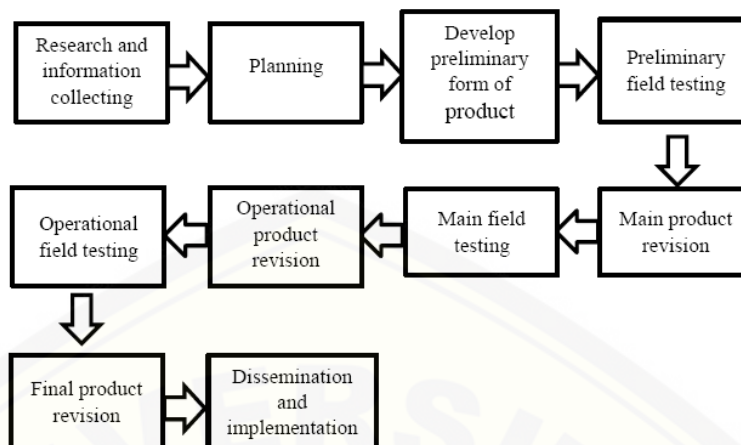 Research and
information
collecting
Planning
Develop
preliminary
form of
product
Preliminary
field testing
Main product
revision
Main field
testing
Operational
product
revision
Operational
field testing
Final product
revision
Dissemination
and
implementation